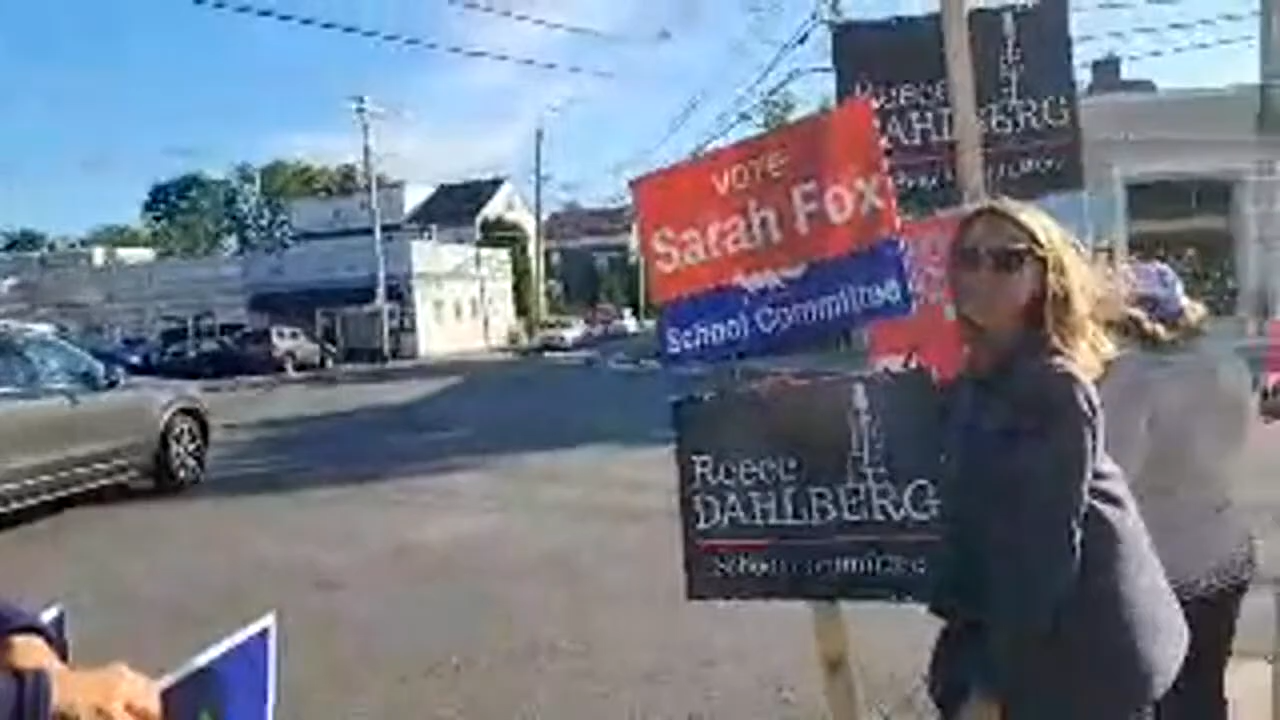 Reece
DAHLBERG
VOTE
Sarah Fox
School Committee
Reece
DAHLBERG
School Committee